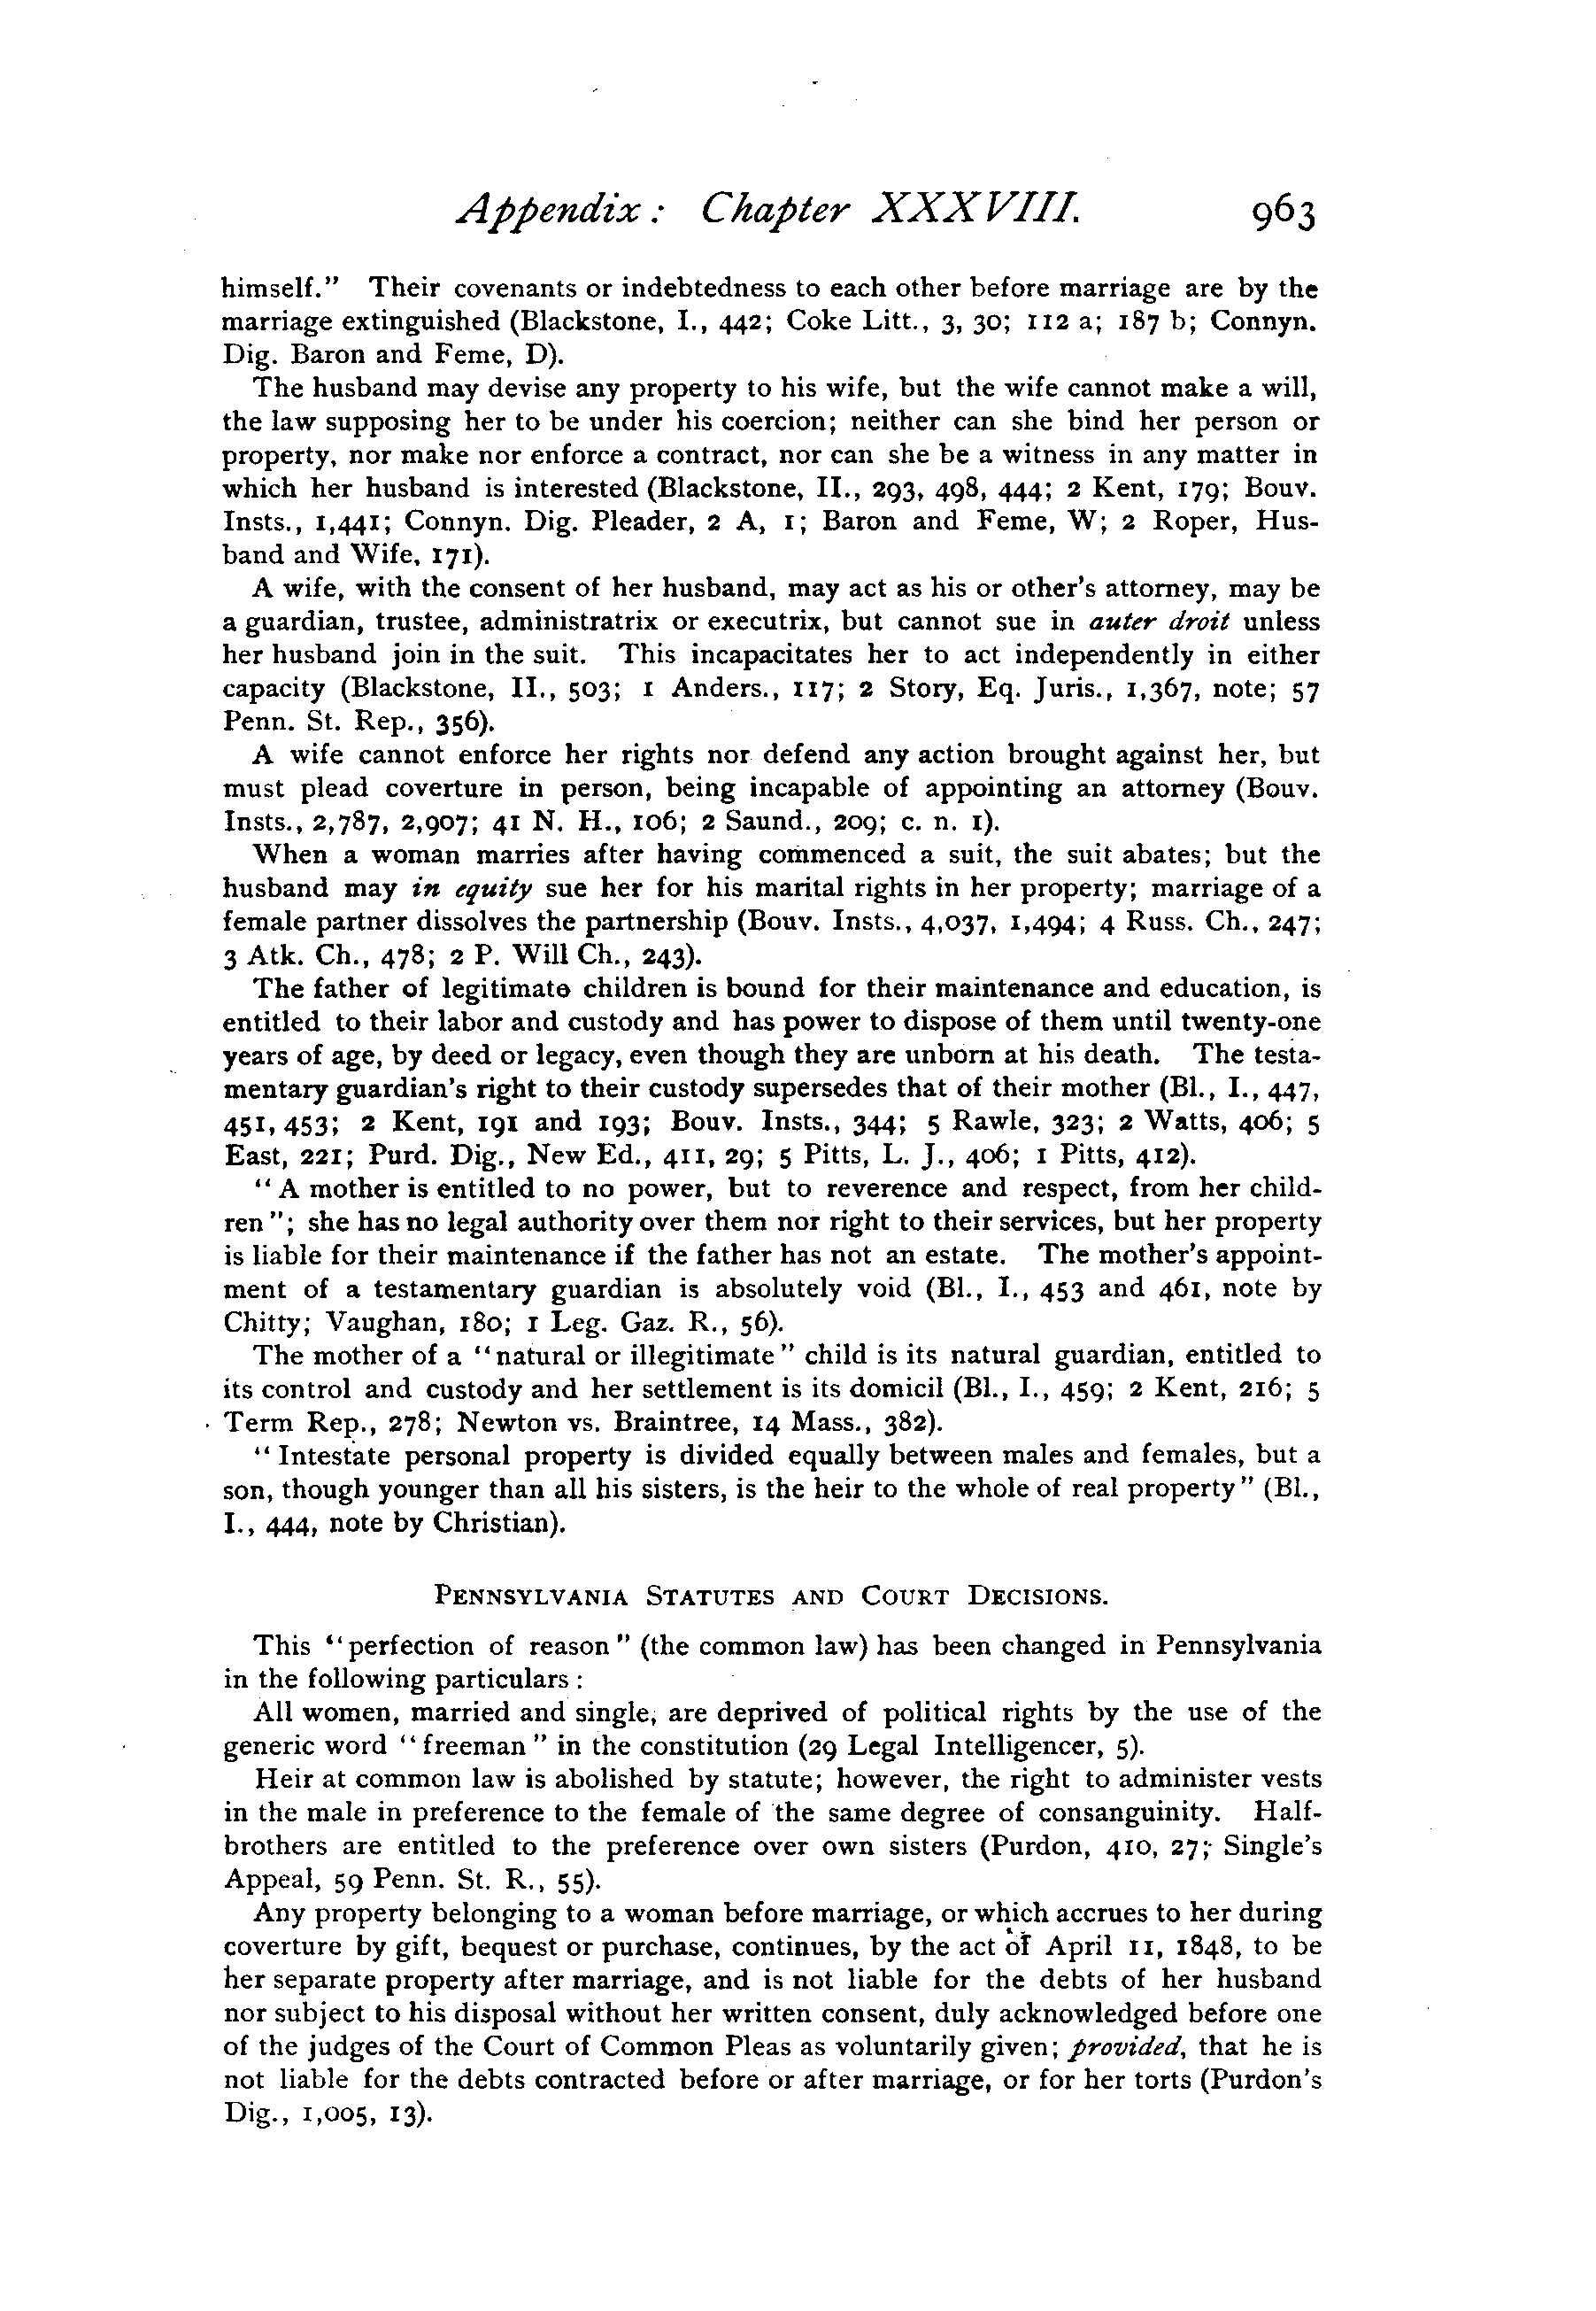 Appendix: Chapter XXXVIII. 963
himself." Their covenants or indebtedness to each other before marriage are by the
marriage extinguished (Blackstone, I., 442; Coke Litt., 3, 30; 112 a; 187 b; Connyn.
Dig. Baron and Feme, D).
The husband may devise any property to his wife, but the wife cannot make a will,
the law supposing her to be under his coercion; neither can she bind her person or
property, nor make nor enforce a contract, nor can she be a witness in any matter in
which her husband is interested (Blackstone, II., 293, 498, 444; 2 Kent, 179; Bouv.
Insts., 1,441; Connyn. Dig. Pleader, 2 A, 1; Baron and Feme, W; 2 Roper, Hus-
band and Wife, 171).
A wife, with the consent of her husband, may act as his or other's attorney, may be
a guardian, trustee, administratrix or executrix, but cannot sue in auter droit unless
her husband join in the suit. This incapacitates her to act independently in either
capacity (Blackstone, II., 503; 1 Anders., 117; 2 Story, Eq. Juris., 1,367, note; 57
Penn. St. Rep., 356).
A wife cannot enforce her rights nor defend any action brought against her, but
must plead coverture in person, being incapable of appointing an attorney (Bouv.
Insts., 2,787, 2,907; 41 N. H., 106; 2 Saund., 209; c. n. 1).
When a woman marries after having commenced a suit, the suit abates; but the
husband may in equity sue her for his marital rights in her property; marriage of a
female partner dissolves the partnership (Bouv. Insts., 4,037, 1,494; 4 Russ. Ch., 247;
3 Atk. Ch., 478; 2 P. Will Ch., 243).
The father of legitimate children is bound for their maintenance and education, is
entitled to their labor and custody and has power to dispose of them until twenty-one
years of age, by deed or legacy, even though they are unborn at his death. The testa-
mentary guardian's right to their custody supersedes that of their mother (Bl., I., 447,
451, 453; 2 Kent, 191 and 193; Bouv. Insts., 344; 5 Rawle, 323; 2 Watts, 406; 5
East, 221; Purd. Dig., New Ed., 411, 29; 5 Pitts, L. J., 406; 1 Pitts, 412).
"A mother is entitled to no power, but to reverence and respect, from her child-
ren"; she has no legal authority over them nor right to their services, but her property
is liable for their maintenance if the father has not an estate. The mother's appoint-
ment of a testamentary guardian is absolutely void (Bl., I., 453 and 461, note by
Chitty; Vaughan, 180; 1 Leg. Gaz. R., 56).
The mother of a "natural or illegitimate" child is its natural guardian, entitled to
its control and custody and her settlement is its domicil (Bl., I., 459; 2 Kent, 216; 5
Term Rep., 278; Newton vs. Braintree, 14 Mass., 382).
"Intestate personal property is divided equally between males and females, but a
son, though younger than all his sisters, is the heir to the whole of real property" (Bl.,
I., 444, note by Christian).
PENNSYLVANIA STATUTES AND COURT DECISIONS.
This "perfection of reason" (the common law) has been changed in Pennsylvania
in the following particulars:
All women, married and single, are deprived of political rights by the use of the
generic word "freeman" in the constitution (29 Legal Intelligencer, 5).
Heir at common law is abolished by statute; however, the right to administer vests
in the male in preference to the female of the same degree of consanguinity. Half-
brothers are entitled to the preference over own sisters (Purdon, 410, 27; Single's
Appeal, 59 Penn. St. R., 55).
Any property belonging to a woman before marriage, or which accrues to her during
coverture by gift, bequest or purchase, continues, by the act of April 11, 1848, to be
her separate property after marriage, and is not liable for the debts of her husband
nor subject to his disposal without her written consent, duly acknowledged before one
of the judges of the Court of Common Pleas as voluntarily given; provided, that he is
not liable for the debts contracted before or after marriage, or for her torts (Purdon's
Dig., 1,005, 13).